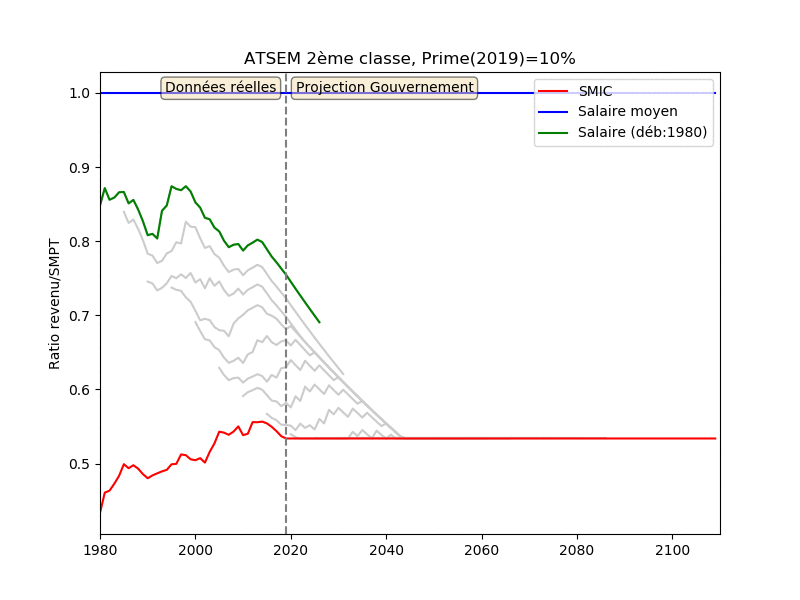 ATSEM 2ème classe, Prime(2019)=10%
Données réelles
Projection Gouvernement
SMIC
Salaire moyen
Salaire (déb:1980)
Ratio revenu/SMPT
1.0
0.9
0.8
0.7
0.6
0.5
1980
2000
2020
2040
2060
2080
2100